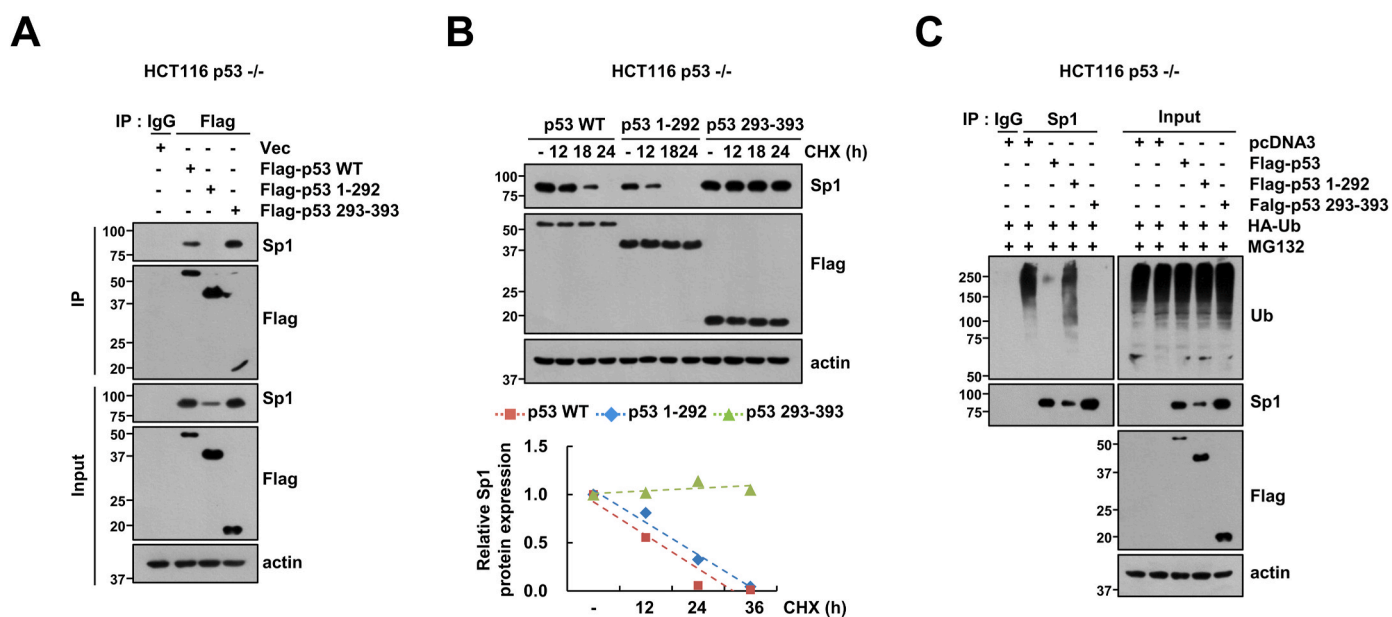 A
HCT116 p53 -/-
IP : IgG Flag
+ - - - Vec
- + - - Flag-p53 WT
- - + - Flag-p53 1-292
- - - + Flag-p53 293-393
IP
100
75
Sp1
50
37
25
20
Flag
Input
100
75
Sp1
50
37
25
20
Flag
37
actin
B
HCT116 p53 -/-
p53 WT p53 1-292 p53 293-393
- 12 18 24 - 12 1824 - 12 18 24 CHX (h)
100
75
Sp1
50
37
25
20
Flag
37
actin
p53 WT p53 1-292 p53 293-393
Relative Sp1
protein expression
1.5
1.0
0.5
0.0
- 12 24 36 CHX (h)
C
HCT116 p53 -/-
IP : IgG Sp1 Input
+ + - - - + + - - - pcDNA3
- - + - - - - + - - Flag-p53
- - - + - - - - + - Flag-p53 1-292
- - - - + - - - - + Falg-p53 293-393
+ + + + + + + + + + HA-Ub
+ + + + + + + + + + MG132
250
150
100
75
50
Ub
100
75
Sp1
50
37
25
20
Flag
37
actin